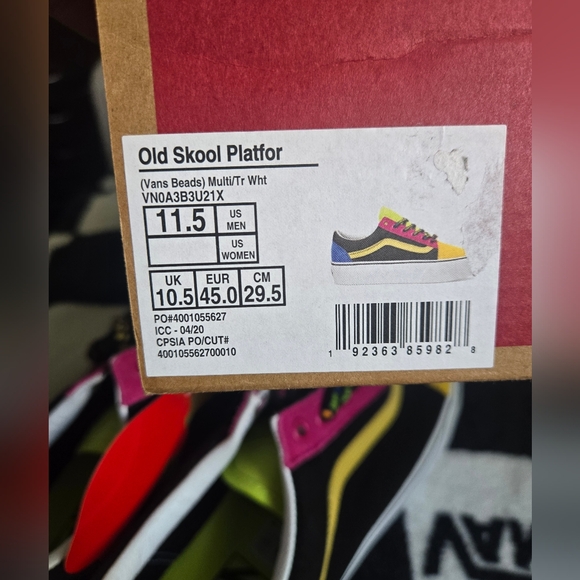 Old Skool Platfor
(Vans Beads) Multi/Tr Wht
VN0A3B3U21X
11.5 US MEN
US WOMEN
UK EUR CM
10.5 45.0 29.5
PO#4001055627
ICC - 04/20
CPSIA PO/CUT#
400105562700010
1 92363 85982 8
VAN